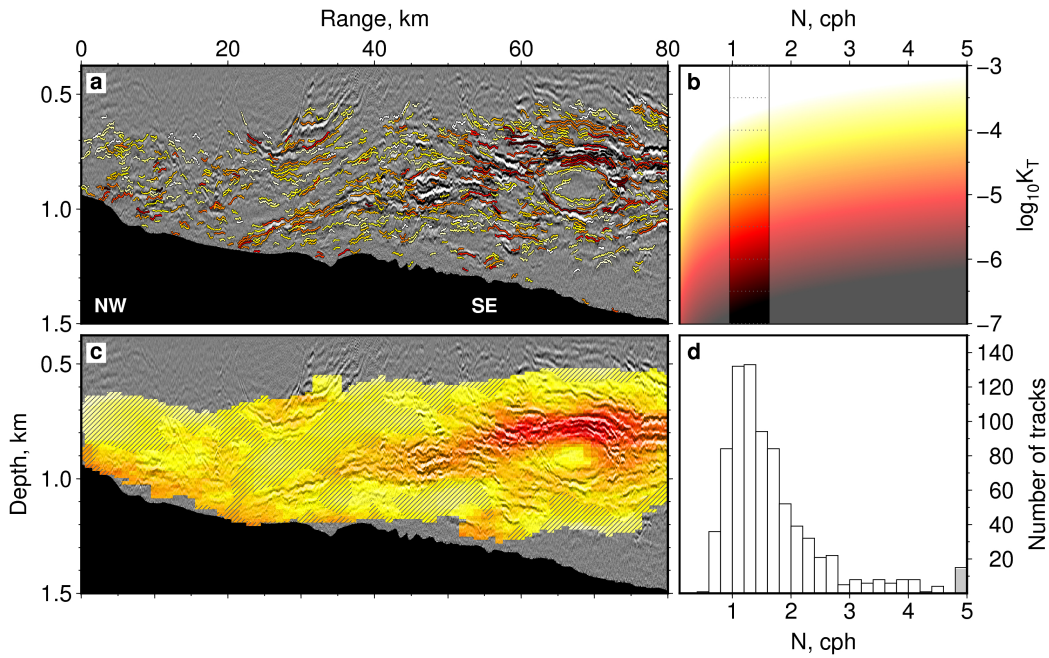 Range, km
N, cph
0 20 40 60 80
1 2 3 4 5
a
b
0.5
1.0
1.5
NW
SE
−3
−4
−5
−6
−7
log10KT
c
d
0.5
1.0
1.5
Depth, km
140
120
100
80
60
40
20
Number of tracks
1 2 3 4 5
N, cph